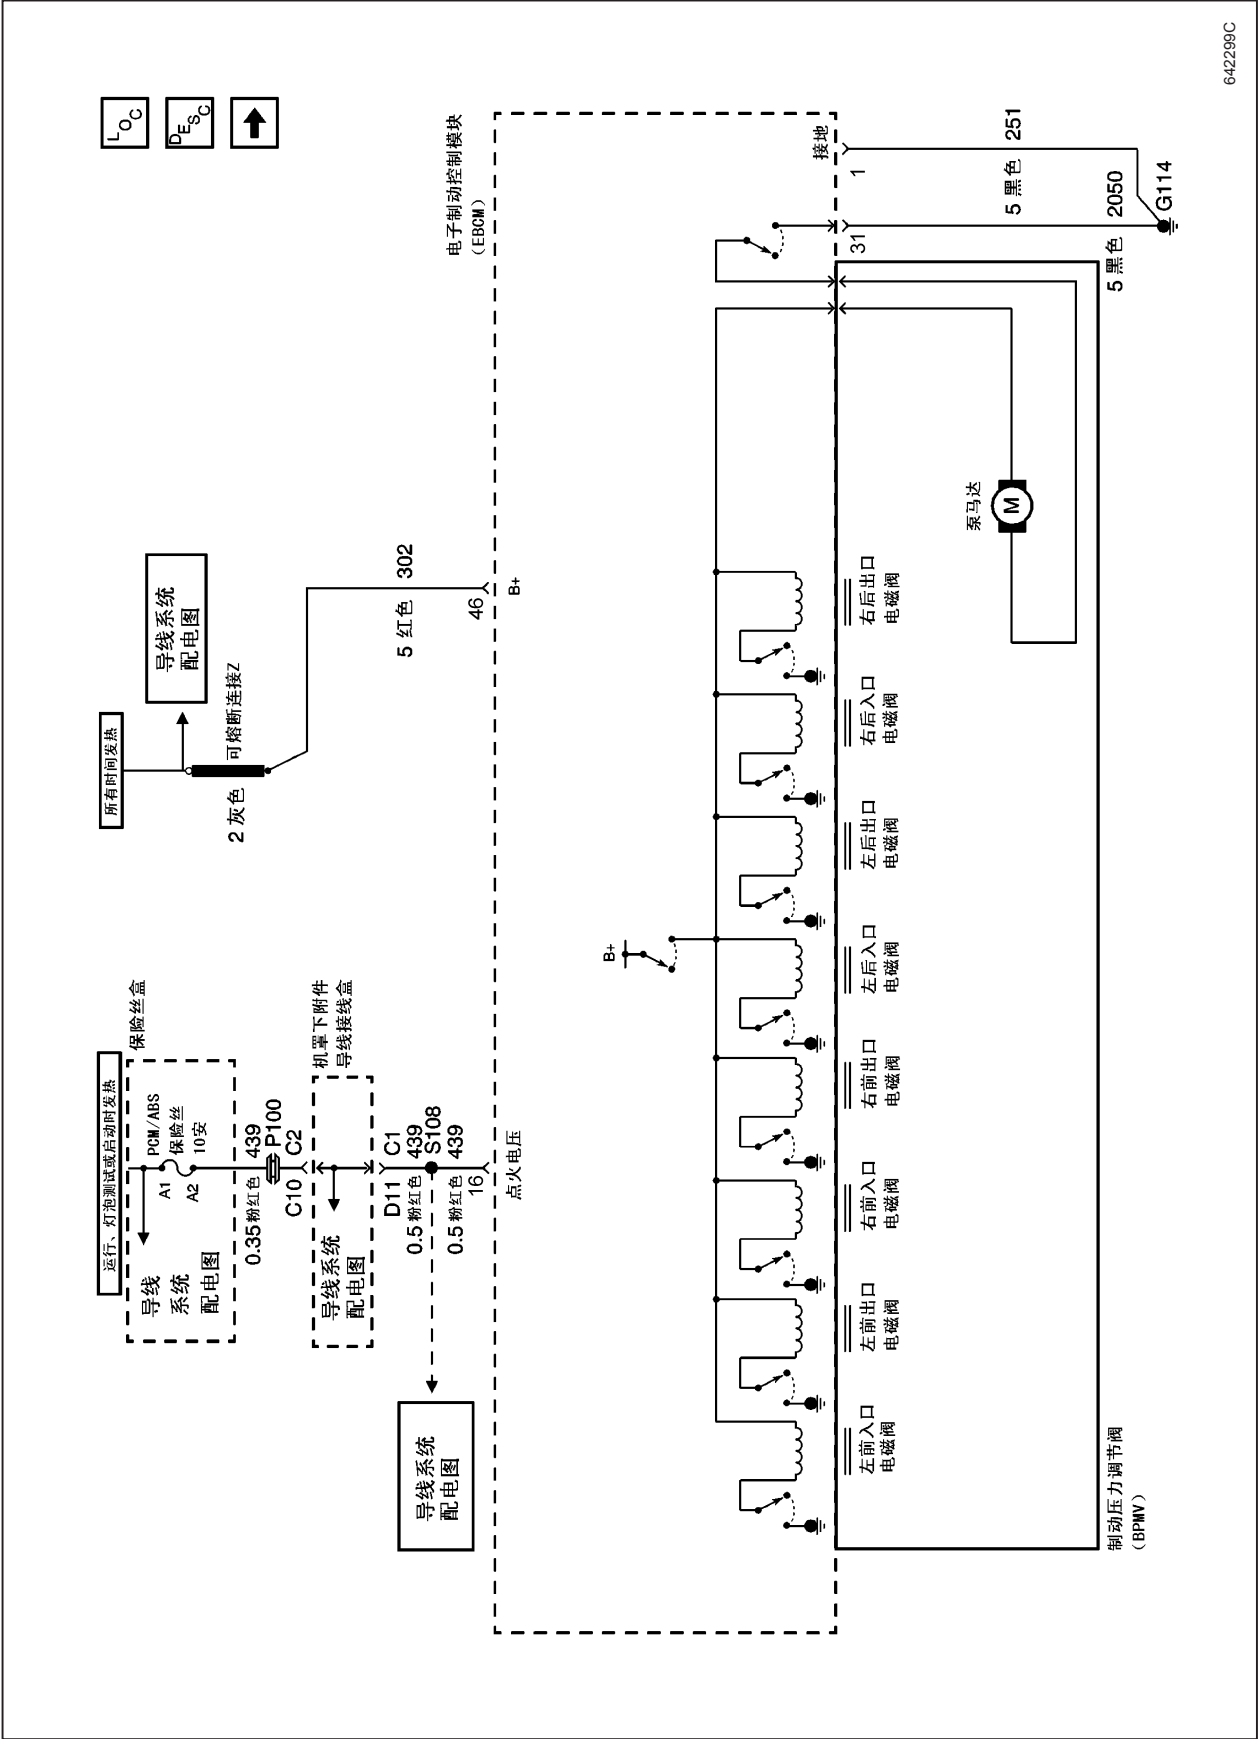 运行、灯泡测试或启动时发热
保险丝盒
导线
系统
配电图
PCM/ABS
保险丝
10安
A1
A2
0.35 粉红色
439
P100
C10
C2
机罩下附件
导线接线盒
导线系统
配电图
D11
C1
0.5 粉红色
439
S108
0.5 粉红色
439
16
点火电压
导线系统
配电图
所有时间发热
导线系统
配电图
2 灰色
可熔断连接Z
5 红色
302
46
B+
LOC
DESC
电子制动控制模块
（EBCM）
B+
接地
31
1
5 黑色
251
5 黑色
2050
G114
左前入口
电磁阀
左前出口
电磁阀
右前入口
电磁阀
右前出口
电磁阀
左后入口
电磁阀
左后出口
电磁阀
右后入口
电磁阀
右后出口
电磁阀
泵马达
M
制动压力调节阀
（BPMV）
642299C